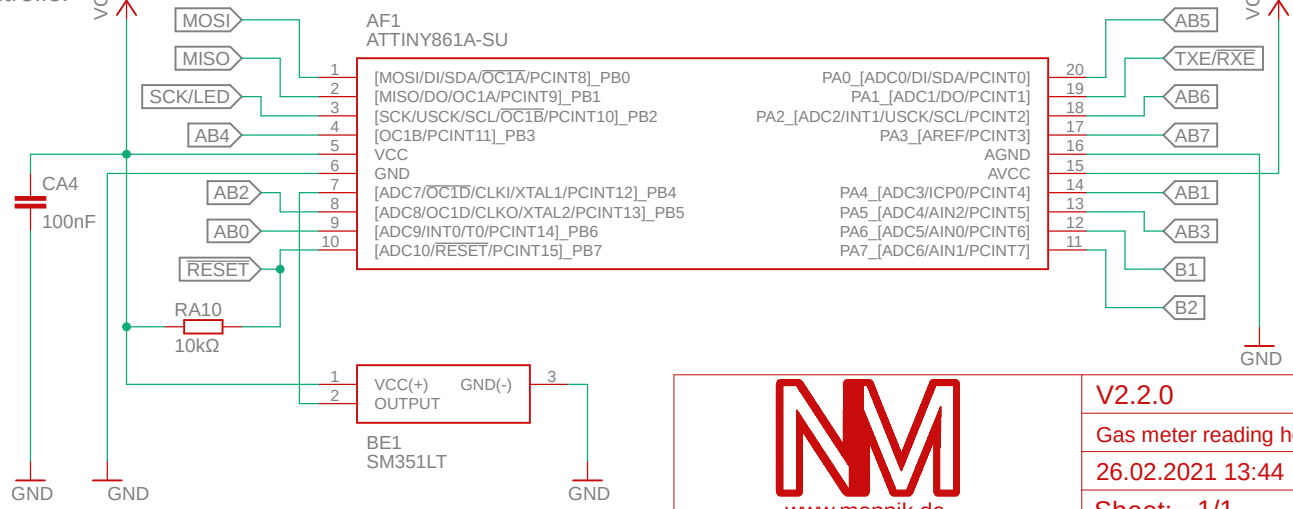 MOSI
MISO
SCK/LED
AB4
AB2
AB0
RESET
CA4
100nF
RA10
10kΩ
GND
GND
AF1
ATTINY861A-SU
1 [MOSI/DI/SDA/OC1A/PCINT8]_PB0
2 [MISO/DO/OC1A/PCINT9]_PB1
3 [SCK/USCK/SCL/OC1B/PCINT10]_PB2
4 [OC1B/PCINT11]_PB3
5 VCC
6 GND
7 [ADC7/OC1D/CLKI/XTAL1/PCINT12]_PB4
8 [ADC8/OC1D/CLKO/XTAL2/PCINT13]_PB5
9 [ADC9/INT0/T0/PCINT14]_PB6
10 [ADC10/RESET/PCINT15]_PB7
PA0_[ADC0/DI/SDA/PCINT0] 20
PA1_[ADC1/DO/PCINT1] 19
PA2_[ADC2/INT1/USCK/SCL/PCINT2] 18
PA3_[AREF/PCINT3] 17
AGND 16
AVCC 15
PA4_[ADC3/ICP0/PCINT4] 14
PA5_[ADC4/AIN2/PCINT5] 13
PA6_[ADC5/AIN0/PCINT6] 12
PA7_[ADC6/AIN1/PCINT7] 11
AB5
TXE/RXE
AB6
AB7
AB1
AB3
B1
B2
GND
1 VCC(+) GND(-) 3
2 OUTPUT
BE1
SM351LT
GND
NM
V2.2.0
Gas meter reading
26.02.2021 13:44
Sheet: 1/1